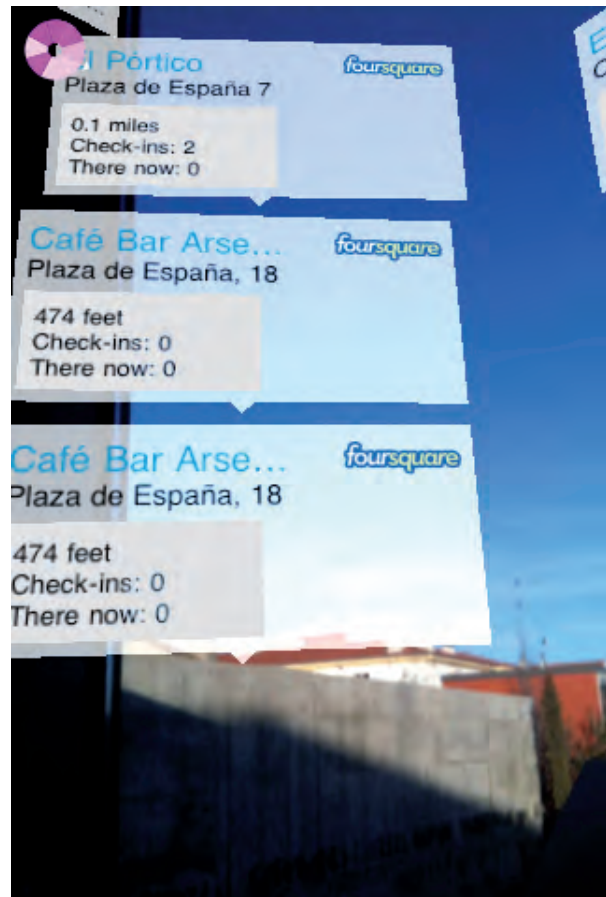 El Pórtico
foursquare
Plaza de España 7
0.1 miles
Check-ins: 2
There now: 0
Café Bar Arse...
foursquare
Plaza de España, 18
474 feet
Check-ins: 0
There now: 0
Café Bar Arse...
foursquare
Plaza de España, 18
474 feet
Check-ins: 0
There now: 0